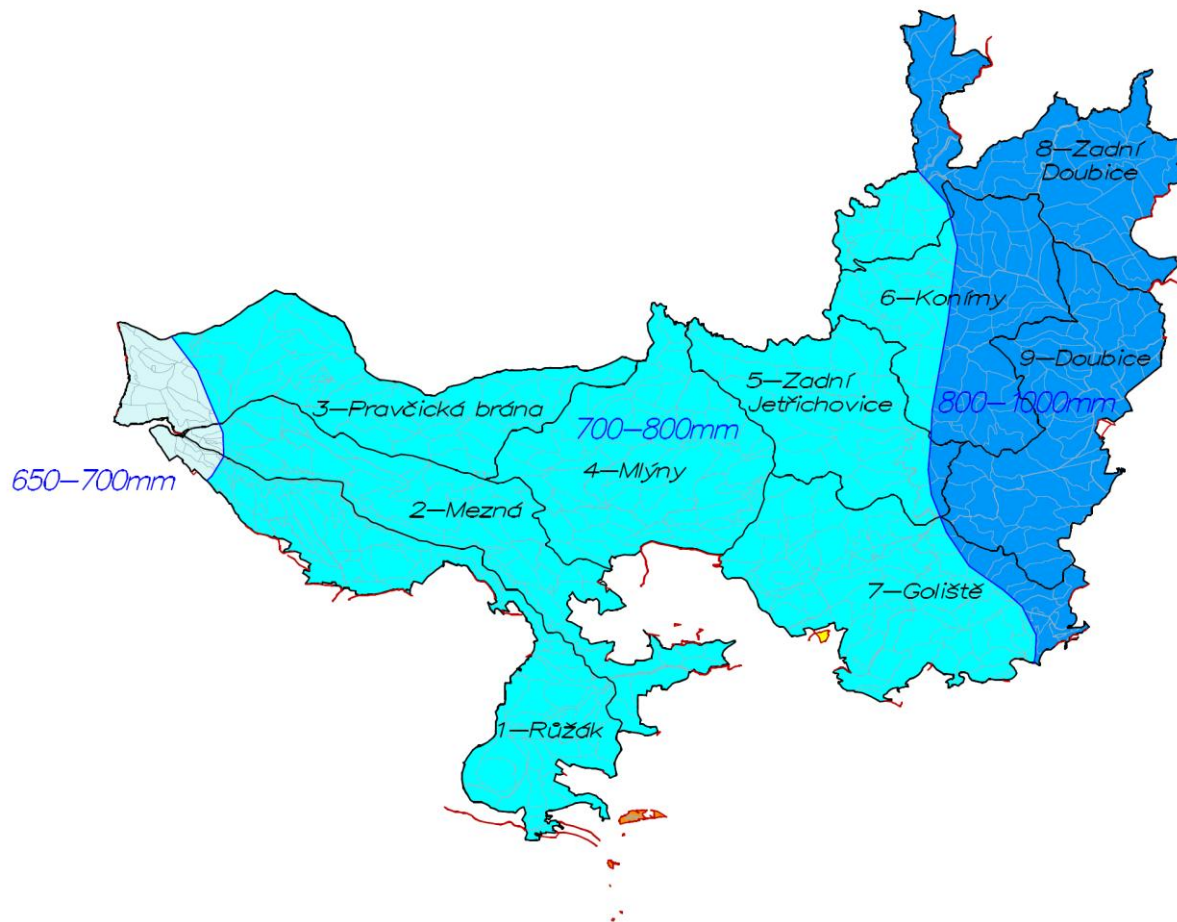 8–Zadní
Doubice
6–Konímy
9–Doubice
5–Zadní
Jetřichovice
800–1000mm
3–Pravčická brána
700–800mm
4–Mlýny
650–700mm
2–Mezná
7–Goliště
1–Růžák